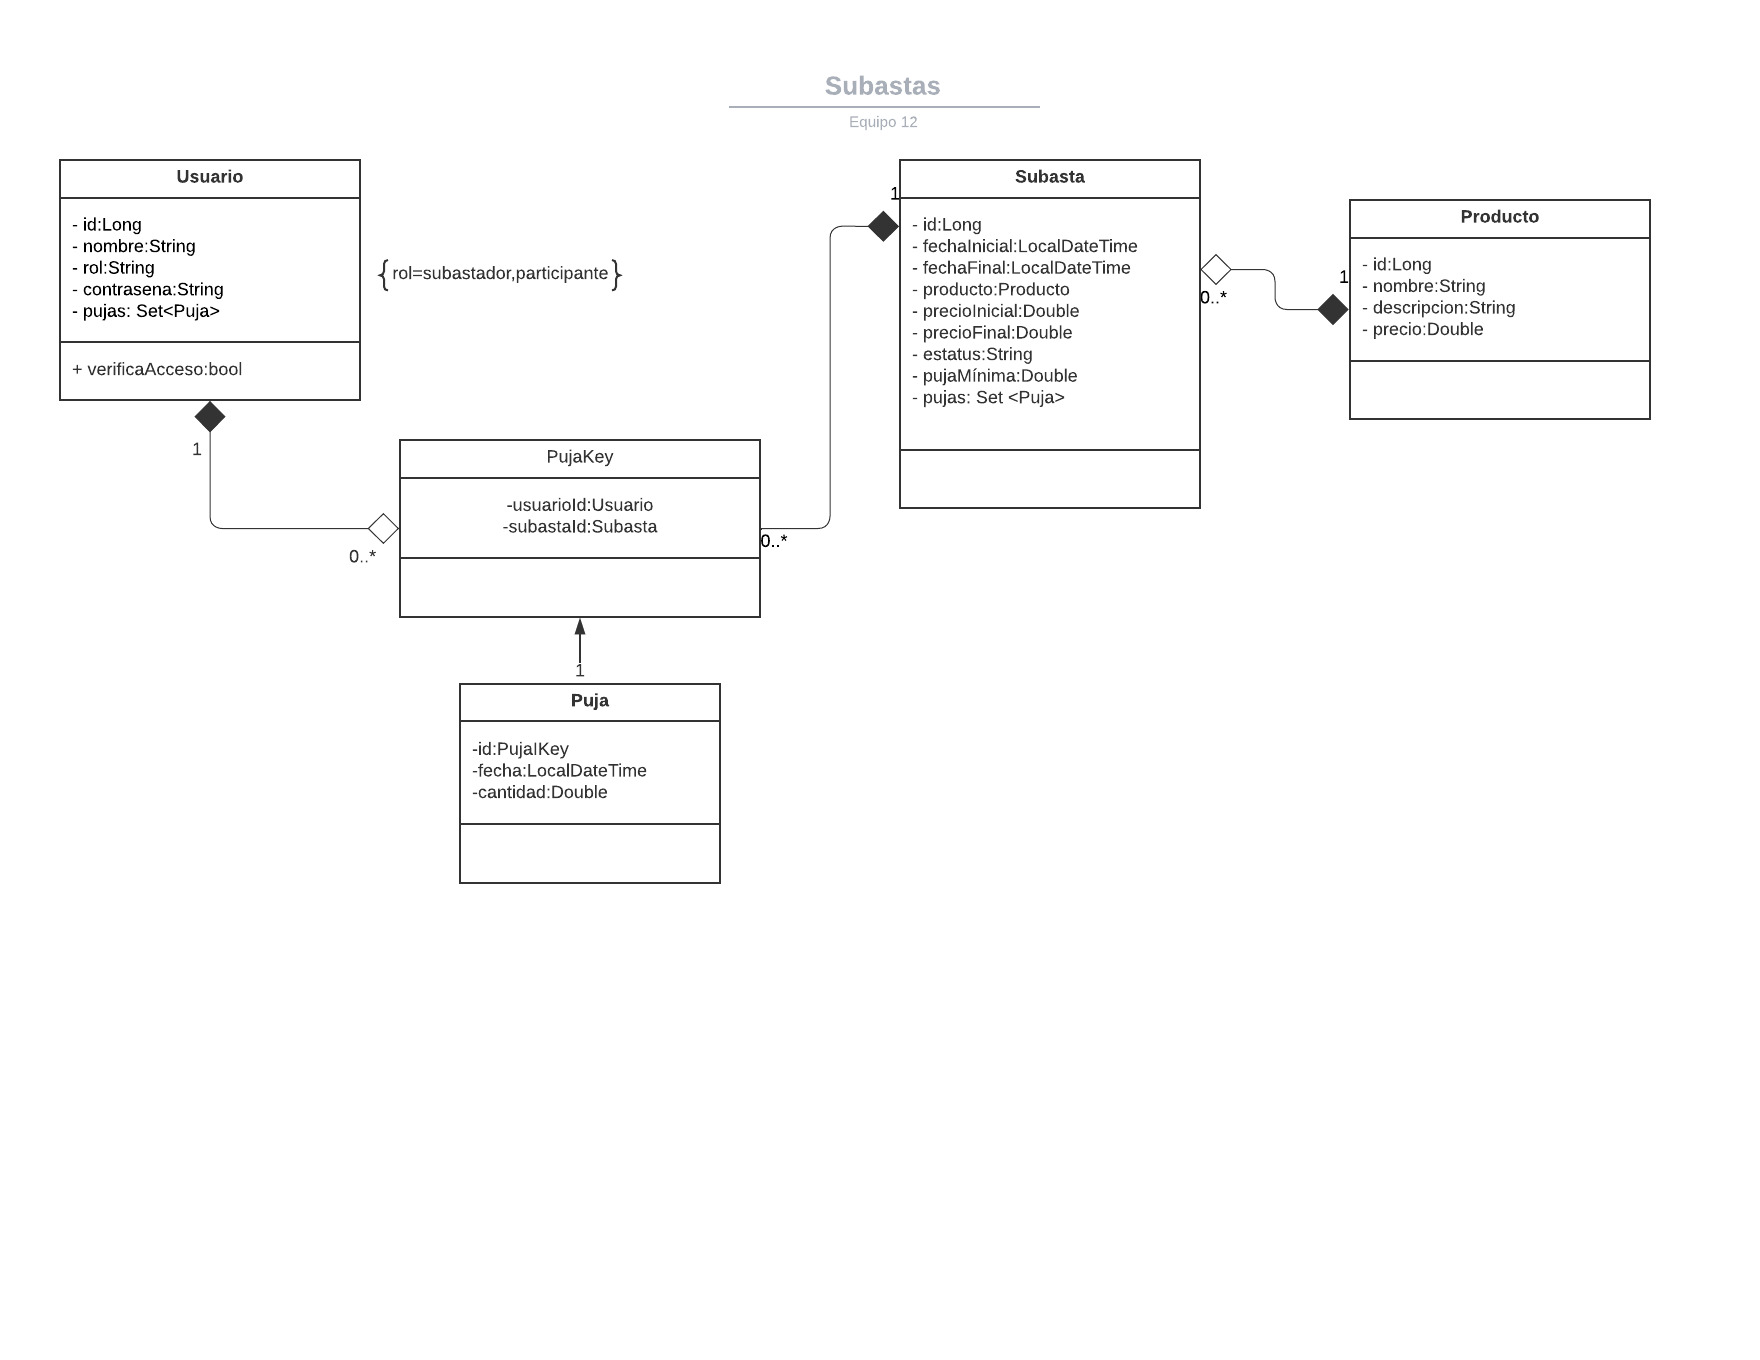 Subastas
Equipo 12
Usuario
- id:Long
- nombre:String
- rol:String
- contrasena:String
- pujas: Set<Puja>
+ verificaAcceso:bool
1
{rol=subastador,participante}
0..*
PujaKey
-usuarioId:Usuario
-subastaId:Subasta
0..*
1
Puja
-id:PujaIKey
-fecha:LocalDateTime
-cantidad:Double
1
Subasta
- id:Long
- fechaInicial:LocalDateTime
- fechaFinal:LocalDateTime
- producto:Producto
- precioInicial:Double
- precioFinal:Double
- estatus:String
- pujaMínima:Double
- pujas: Set <Puja>
0..*
1
Producto
- id:Long
- nombre:String
- descripcion:String
- precio:Double